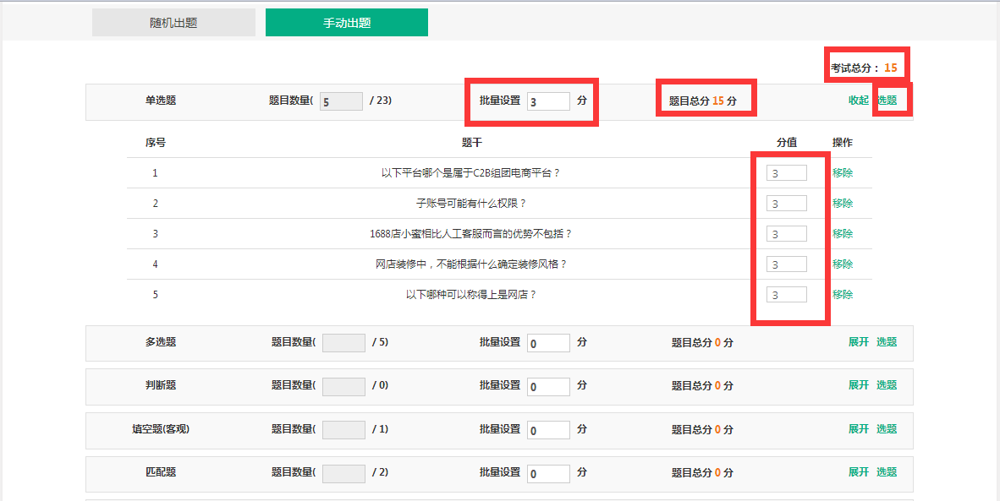 随机出题 手动出题
考试总分：15
单选题 题目数量( 5 / 23) 批量设置 3 分 题目总分 15 分 收起 选题
序号 题干 分值 操作
1 以下平台哪个是属于C2B组团电商平台？ 3 移除
2 子账号可能有什么权限？ 3 移除
3 1688店小蜜相比人工客服而言的优势不包括？ 3 移除
4 网店装修中，不能根据什么确定装修风格？ 3 移除
5 以下哪种可以称得上是网店？ 3 移除
多选题 题目数量( / 5) 批量设置 0 分 题目总分 0 分 展开 选题
判断题 题目数量( / 0) 批量设置 0 分 题目总分 0 分 展开 选题
填空题(客观) 题目数量( / 1) 批量设置 0 分 题目总分 0 分 展开 选题
匹配题 题目数量( / 2) 批量设置 0 分 题目总分 0 分 展开 选题